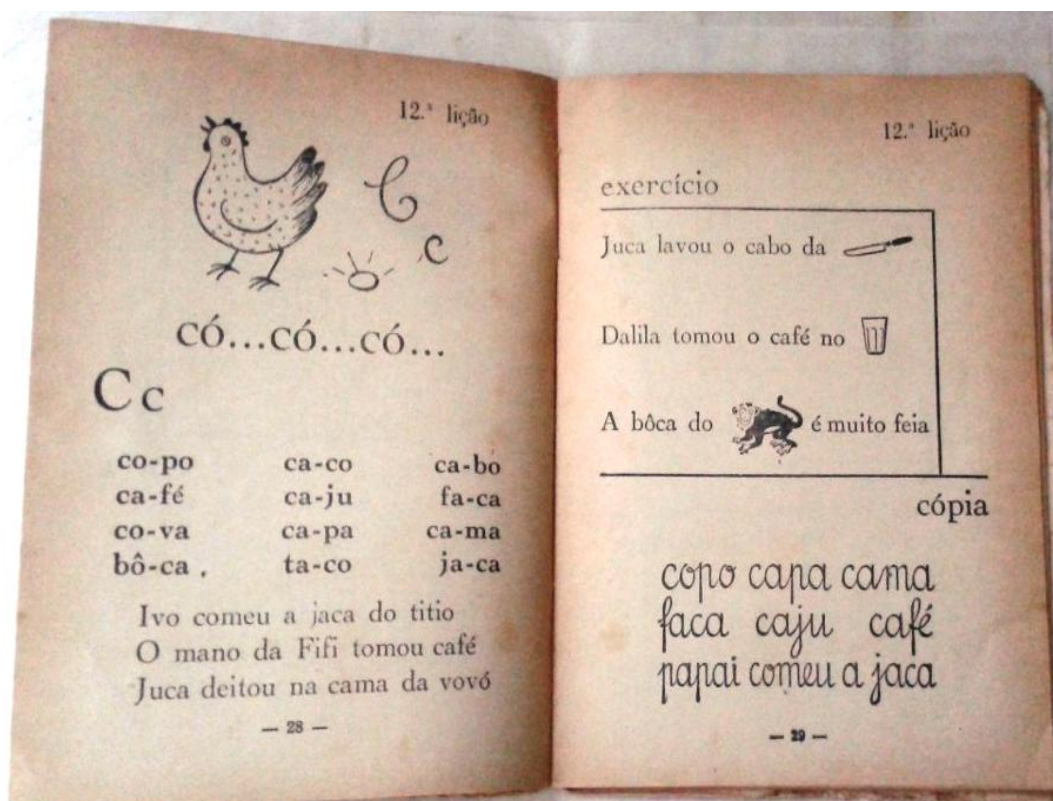 12.ª lição
C
c
có...có...có...
C c
co-po ca-co ca-bo
ca-fé ca-ju fa-ca
co-va ca-pa ca-ma
bô-ca . ta-co ja-ca
Ivo comeu a jaca do titio
O mano da Fifi tomou café
Juca deitou na cama da vovó
— 28 —
12.ª lição
exercício
Juca lavou o cabo da
Dalila tomou o café no
A bôca do é muito feia
cópia
copo capa cama
faca caju café
papai comeu a jaca
— 29 —